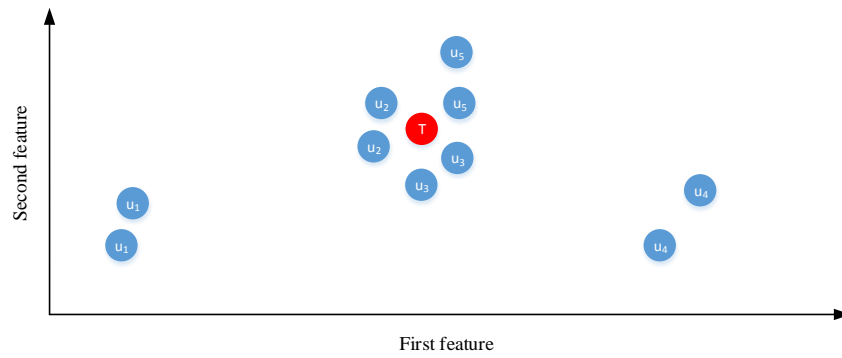 u₅
u₂
u₅
T
u₂
u₃
u₃
u₄
u₁
u₁
u₄
Second feature
First feature